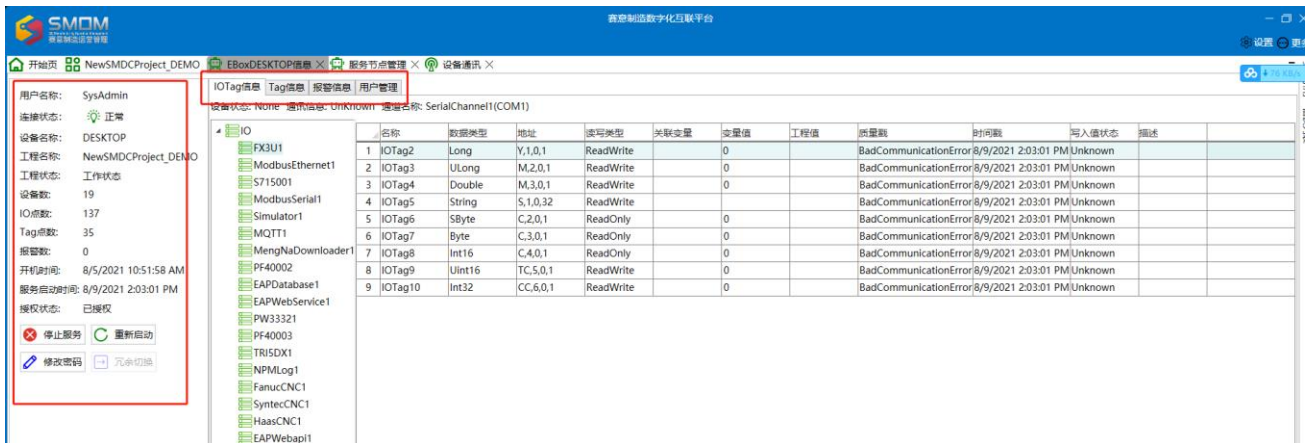 SMOM
赛意制造运营管理
赛意制造数字化互联平台
设置
开始页 NewSMDCProject_DEMO EBoxDESKTOP信息 服务节点管理 设备通讯
76 KB/s
用户名称: SysAdmin
连接状态: 正常
设备名称: DESKTOP
工程名称: NewSMDCProject_DEMO
工程状态: 工作状态
设备数: 19
IO点数: 137
Tag点数: 35
报警数: 0
开机时间: 8/5/2021 10:51:58 AM
服务启动时间: 8/9/2021 2:03:01 PM
授权状态: 已授权
停止服务 重新启动
修改密码 冗余切换
IOTag信息 Tag信息 报警信息 用户管理
设备状态: None 通讯信息: UnKnown 通道名称: SerialChannel1(COM1)
IO
FX3U1
ModbusEthernet1
S715001
ModbusSerial1
Simulator1
MQTT1
MengNaDownloader1
PF40002
EAPDatabase1
EAPWebService1
PW33321
PF40003
TRI5DX1
NPMLog1
FanucCNC1
SyntecCNC1
HaasCNC1
EAPWebapi1
名称 数据类型 地址 读写类型 关联变量 变量值 工程值 质量戳 时间戳 写入值状态 描述
1 IOTag2 Long Y,1,0,1 ReadWrite 0 BadCommunicationError 8/9/2021 2:03:01 PM Unknown
2 IOTag3 ULong M,2,0,1 ReadWrite 0 BadCommunicationError 8/9/2021 2:03:01 PM Unknown
3 IOTag4 Double M,3,0,1 ReadWrite 0 BadCommunicationError 8/9/2021 2:03:01 PM Unknown
4 IOTag5 String S,1,0,32 ReadWrite BadCommunicationError 8/9/2021 2:03:01 PM Unknown
5 IOTag6 SByte C,2,0,1 ReadOnly 0 BadCommunicationError 8/9/2021 2:03:01 PM Unknown
6 IOTag7 Byte C,3,0,1 ReadOnly 0 BadCommunicationError 8/9/2021 2:03:01 PM Unknown
7 IOTag8 Int16 C,4,0,1 ReadOnly 0 BadCommunicationError 8/9/2021 2:03:01 PM Unknown
8 IOTag9 Uint16 TC,5,0,1 ReadWrite 0 BadCommunicationError 8/9/2021 2:03:01 PM Unknown
9 IOTag10 Int32 CC,6,0,1 ReadWrite 0 BadCommunicationError 8/9/2021 2:03:01 PM Unknown